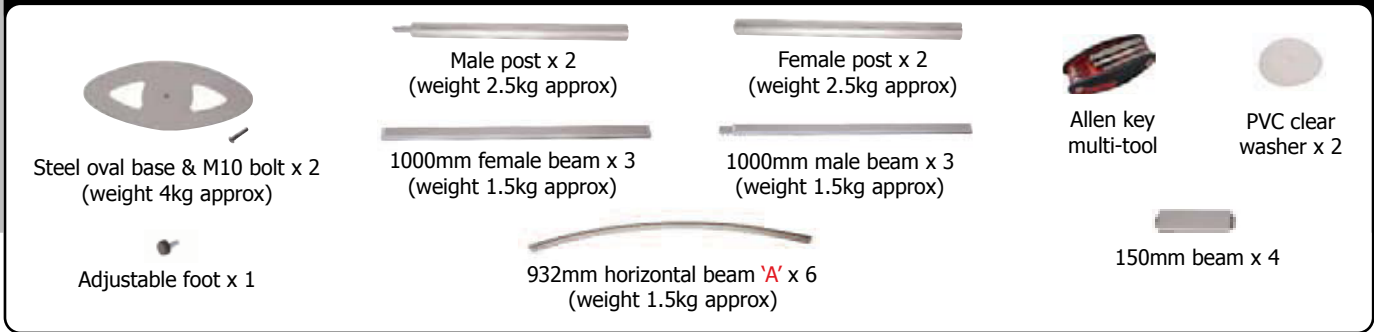 Male post x 2
(weight 2.5kg approx)
Female post x 2
(weight 2.5kg approx)
Allen key
multi-tool
PVC clear
washer x 2
Steel oval base & M10 bolt x 2
(weight 4kg approx)
1000mm female beam x 3
(weight 1.5kg approx)
1000mm male beam x 3
(weight 1.5kg approx)
Adjustable foot x 1
932mm horizontal beam ‘A’ x 6
(weight 1.5kg approx)
150mm beam x 4